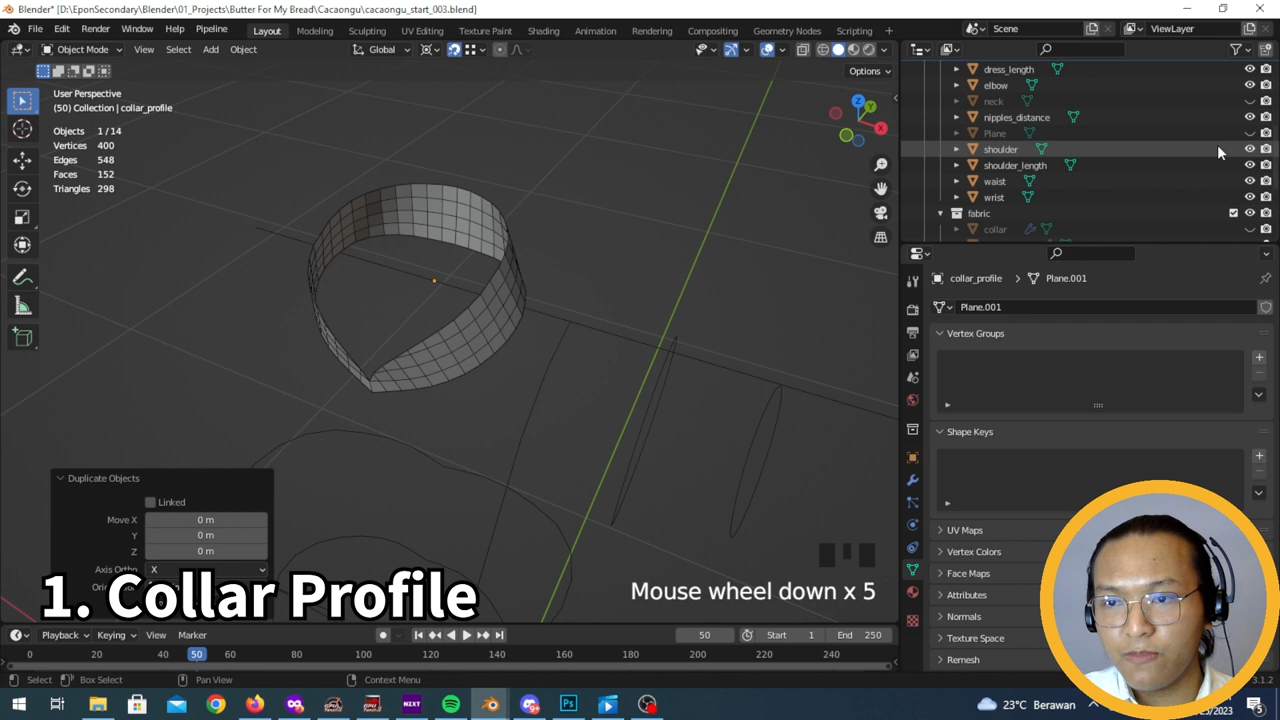 Blender* [D:\EponSecondary\Blender\01_Projects\Butter For My Bread\Cacaongu\cacaongu_start_003.blend]
File Edit Render Window Help Pipeline Layout Modeling Sculpting UV Editing Texture Paint Shading Animation Rendering Compositing Geometry Nodes Scripting + Scene ViewLayer
Object Mode View Select Add Object Global
Options
User Perspective
(50) Collection | collar_profile
Objects 1/14
Vertices 400
Edges 548
Faces 152
Triangles 298
Z
Y
X
dress_length
elbow
neck
nipples_distance
Plane
shoulder
shoulder_length
waist
wrist
fabric
collar
collar_profile > Plane.001
Plane.001
Vertex Groups
Shape Keys
UV Maps
Vertex Colors
Face Maps
Attributes
Normals
Texture Space
Remesh
Duplicate Objects
Linked
Move X 0 m
Y 0 m
Z 0 m
Axis Ortho X
1. Collar Profile
Mouse wheel down x 5
Playback Keying View Marker 50 Start 1 End 250
0 20 40 50 60 80 100 120 140 160 180 200 220 240
Select Box Select Pan View Context Menu 3.1.2
23°C Berawan
5